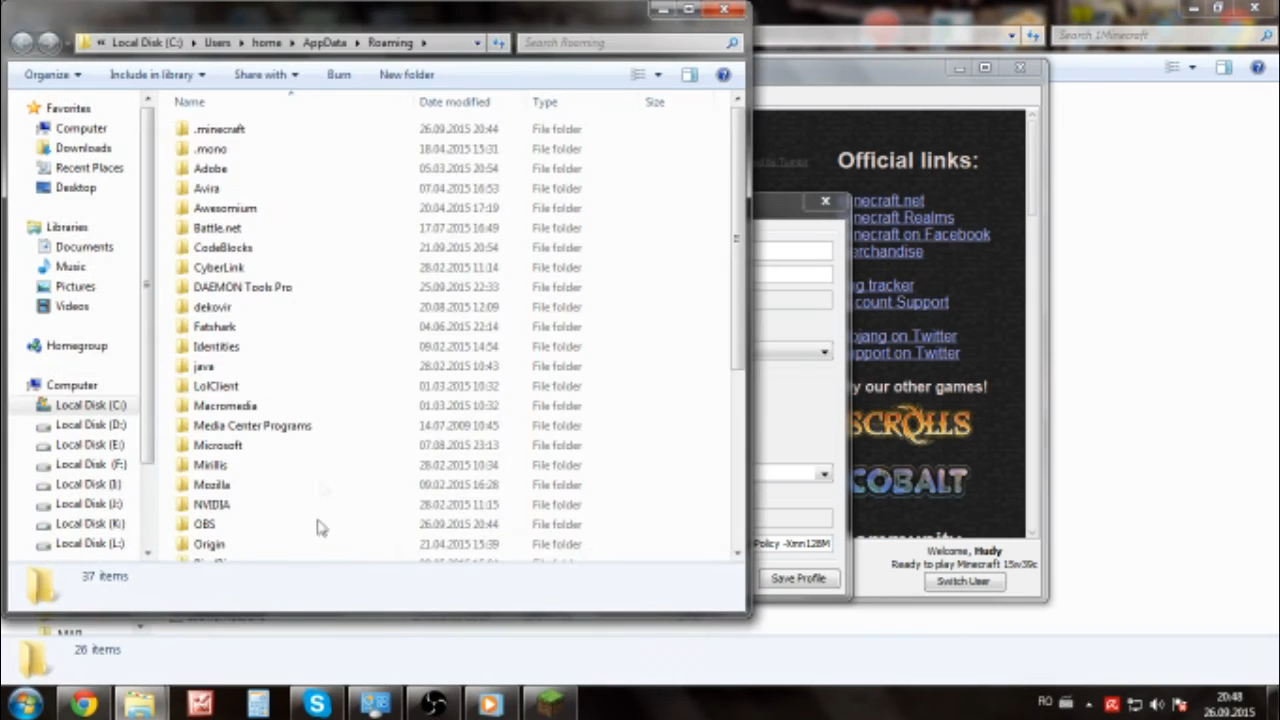 « Local Disk (C:) ▸ Users ▸ home ▸ AppData ▸ Roaming ▸
Search Roaming
Search 1Minecraft
Organize
Include in library
Share with
Burn
New folder
Name
Date modified
Type
Size
Favorites
Computer
Downloads
Recent Places
Desktop
Libraries
Documents
Music
Pictures
Videos
Homegroup
Computer
Local Disk (C:)
Local Disk (D:)
Local Disk (E:)
Local Disk (F:)
Local Disk (I:)
Local Disk (J:)
Local Disk (K:)
Local Disk (L:)
.minecraft 26.09.2015 20:44 File folder
.mono 18.04.2015 15:31 File folder
Adobe 05.03.2015 20:54 File folder
Avira 07.04.2015 16:53 File folder
Awesomium 20.04.2015 17:19 File folder
Battle.net 17.07.2015 16:49 File folder
CodeBlocks 21.09.2015 20:54 File folder
CyberLink 28.02.2015 11:14 File folder
DAEMON Tools Pro 25.09.2015 22:33 File folder
dekovir 20.08.2015 12:09 File folder
Fatshark 04.06.2015 22:14 File folder
Identities 09.02.2015 14:54 File folder
java 28.02.2015 10:43 File folder
LolClient 01.03.2015 10:32 File folder
Macromedia 01.03.2015 10:32 File folder
Media Center Programs 14.07.2009 10:45 File folder
Microsoft 07.08.2015 23:13 File folder
Mirillis 28.02.2015 10:34 File folder
Mozilla 09.02.2015 16:28 File folder
NVIDIA 28.02.2015 11:15 File folder
OBS 26.09.2015 20:44 File folder
Origin 21.04.2015 15:39 File folder
37 items
26 items
Official links:
necraft.net
necraft Realms
necraft on Facebook
erchandise
g tracker
count Support
ojang on Twitter
pport on Twitter
y our other games!
SCROLLS
COBALT
Policy -Xmn128M
Save Profile
Welcome, Hudy
Ready to play Minecraft 15w39c
Switch User
RO
20:48
26.09.2015